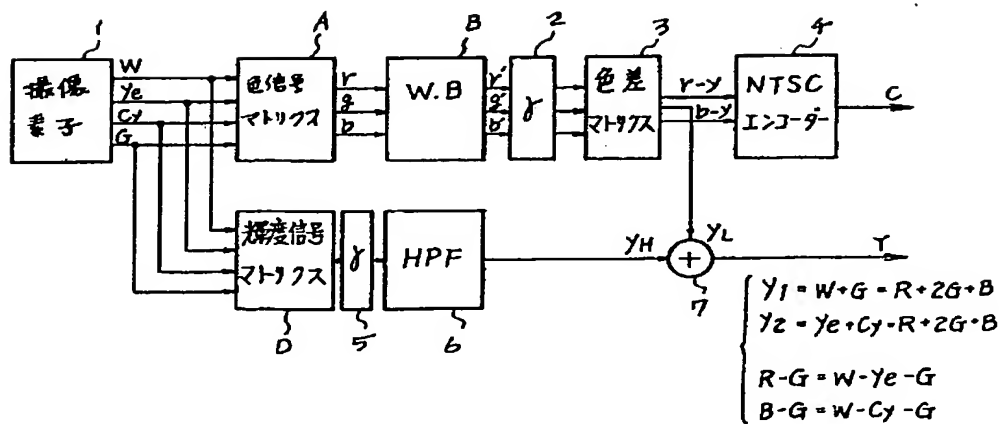 1
A
B
2
3
4
撮像
素子
W
Ye
Cy
G
色信号
マトリクス
r
g
b
W.B
r'
g'
b'
γ
色差
マトリクス
r-y
b-y
NTSC
エンコーダー
C
輝度信号
マトリクス
γ
HPF
YH
YL
+
Y
D
5
6
7
Y1=W+G=R+2G+B
Y2=Ye+Cy=R+2G+B
R-G=W-Ye-G
B-G=W-Cy-G